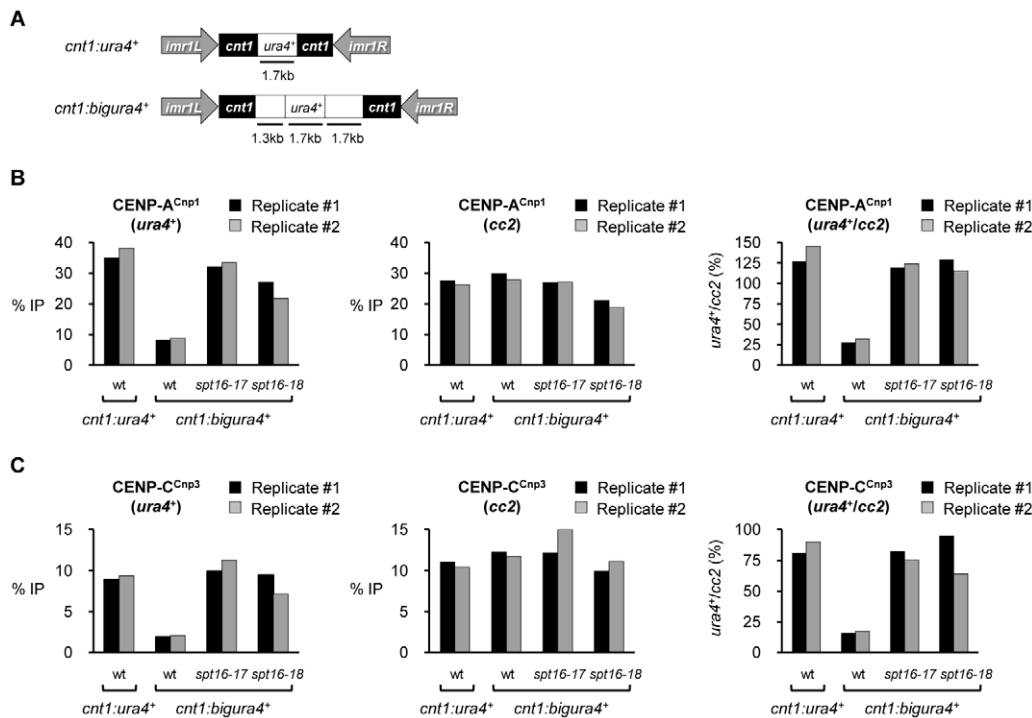 A
cnt1:ura4+
imr1L
cnt1
ura4+
cnt1
imr1R
1.7kb
cnt1:bigura4+
imr1L
cnt1
ura4+
cnt1
imr1R
1.3kb 1.7kb 1.7kb
B
CENP-ACnp1
(ura4+)
Replicate #1
Replicate #2
% IP
40
30
20
10
0
wt wt spt16-17 spt16-18
cnt1:ura4+ cnt1:bigura4+
CENP-ACnp1
(cc2)
Replicate #1
Replicate #2
% IP
40
30
20
10
0
wt wt spt16-17 spt16-18
cnt1:ura4+ cnt1:bigura4+
CENP-ACnp1
(ura4+/cc2)
Replicate #1
Replicate #2
ura4+/cc2 (%)
150
125
100
75
50
25
0
wt wt spt16-17 spt16-18
cnt1:ura4+ cnt1:bigura4+
C
CENP-CCnp3
(ura4+)
Replicate #1
Replicate #2
% IP
15
10
5
0
wt wt spt16-17 spt16-18
cnt1:ura4+ cnt1:bigura4+
CENP-CCnp3
(cc2)
Replicate #1
Replicate #2
% IP
15
10
5
0
wt wt spt16-17 spt16-18
cnt1:ura4+ cnt1:bigura4+
CENP-CCnp3
(ura4+/cc2)
Replicate #1
Replicate #2
ura4+/cc2 (%)
100
75
50
25
0
wt wt spt16-17 spt16-18
cnt1:ura4+ cnt1:bigura4+